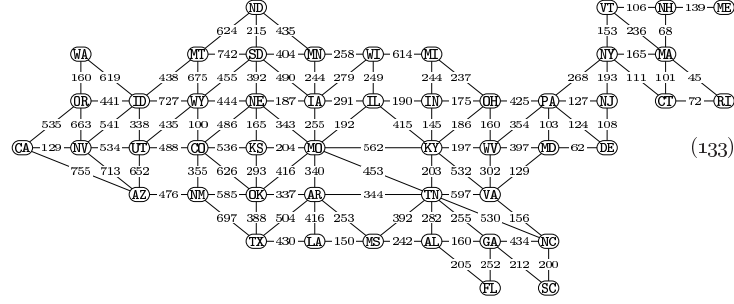 ND VT 106 NH 139 ME
624 215 435 153 236 68
WA MT 742 SD 404 MN 258 WI 614 MI NY 165 MA
160 619 438 675 455 392 490 244 279 249 244 237 268 193 111 101 45
OR 441 ID 727 WY 444 NE 187 IA 291 IL 190 IN 175 OH 425 PA 127 NJ CT 72 RI
535 663 541 338 435 100 486 165 343 255 192 415 145 186 160 354 103 124 108
CA 129 NV 534 UT 488 CO 536 KS 204 MO 562 KY 197 WV 397 MD 62 DE (133)
755 713 652 355 626 293 416 340 453 203 532 302 129
AZ 476 NM 585 OK 337 AR 344 TN 597 VA
697 388 504 416 253 392 282 255 530 156
TX 430 LA 150 MS 242 AL 160 GA 434 NC
205 252 212 200
FL SC